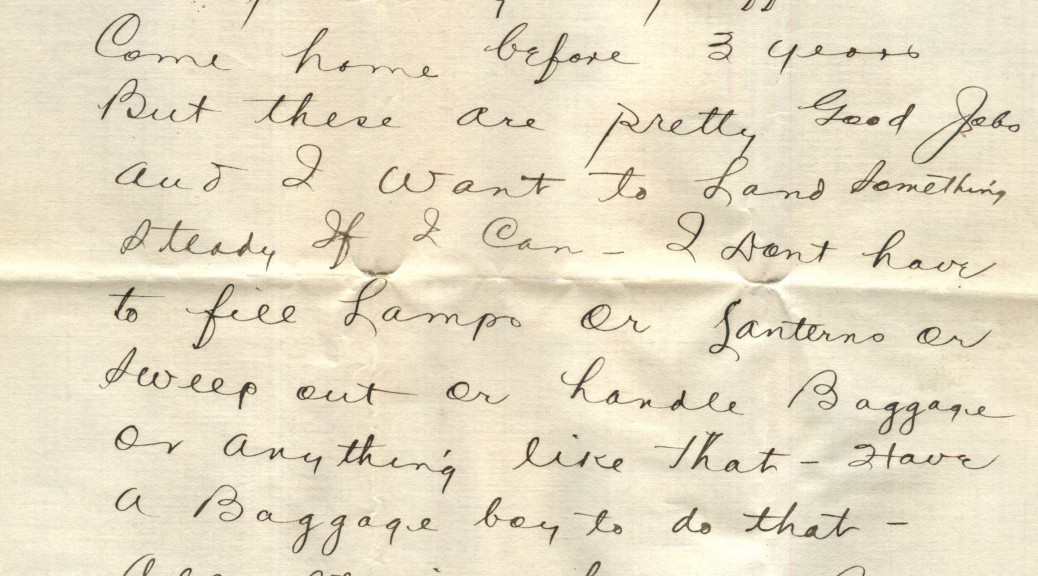 Come home before 3 years
But these are pretty Good Jobs
and I Want to Land Something
Steady If I Can - I Dont have
to fill Lamps Or Lanterns or
Sweep out or handle Baggage
Or Anything like That - Have
A Baggage boy to do that -